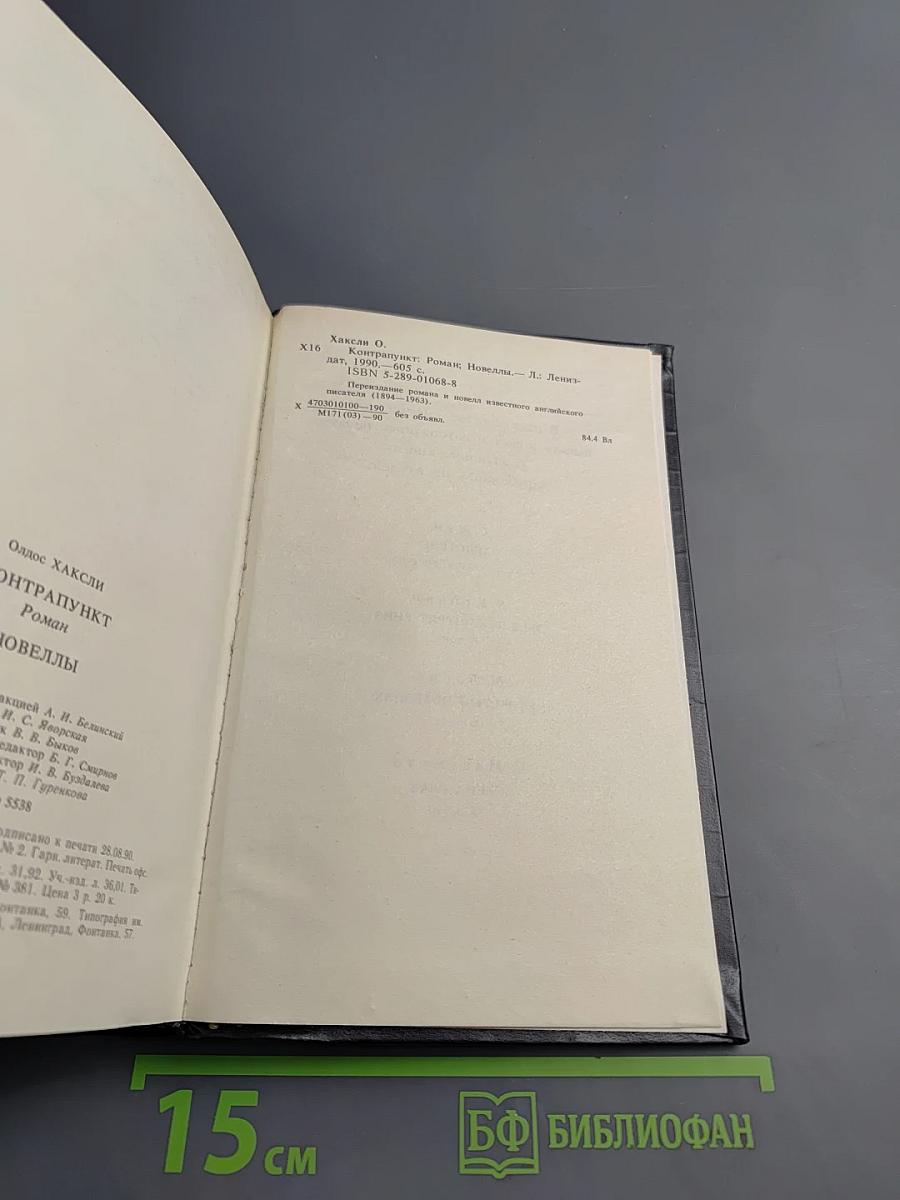 Олдос ХАКСЛИ
ОНТРАПУНКТ
Роман
НОВЕЛЛЫ
акцией А. И. Белинский
И. С. Яворская
к В. В. Быков
едактор Б. Г. Смирнов
ктор И. В. Буздалева
Т. П. Гуренкова
5538
одписано к печати 28.08.90.
№ 2. Гарн. литерат. Печать офс.
31,92. Уч.-изд. л. 36,01. Ти-
№ 381. Цена 3 р. 20 к.
онтанка, 59. Типография им.
Ленинград, Фонтанка, 57.
Хаксли О.
Х16 Контрапункт: Роман; Новеллы.— Л.: Лениз-
дат, 1990.—605 с.
ISBN 5-289-01068-8
Переиздание романа и новелл известного английского
писателя (1894—1963).
Х 4703010100—190
М171(03)—90 без объявл.
84.4 Вл
15 см
БФ БИБЛИОФАН